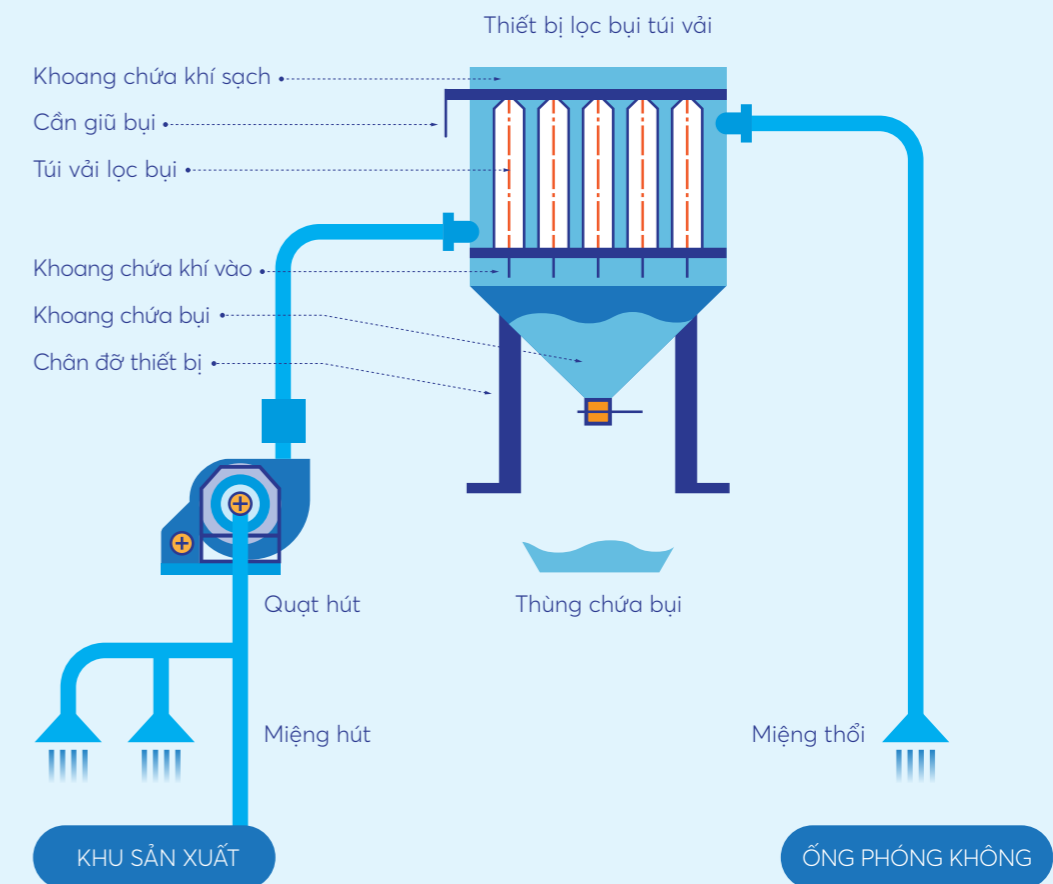 Thiết bị lọc bụi túi vải
Khoang chứa khí sạch
Cần giũ bụi
Túi vải lọc bụi
Khoang chứa khí vào
Khoang chứa bụi
Chân đỡ thiết bị
Quạt hút
Thùng chứa bụi
Miệng hút
Miệng thổi
KHU SẢN XUẤT
ỐNG PHÓNG KHÔNG